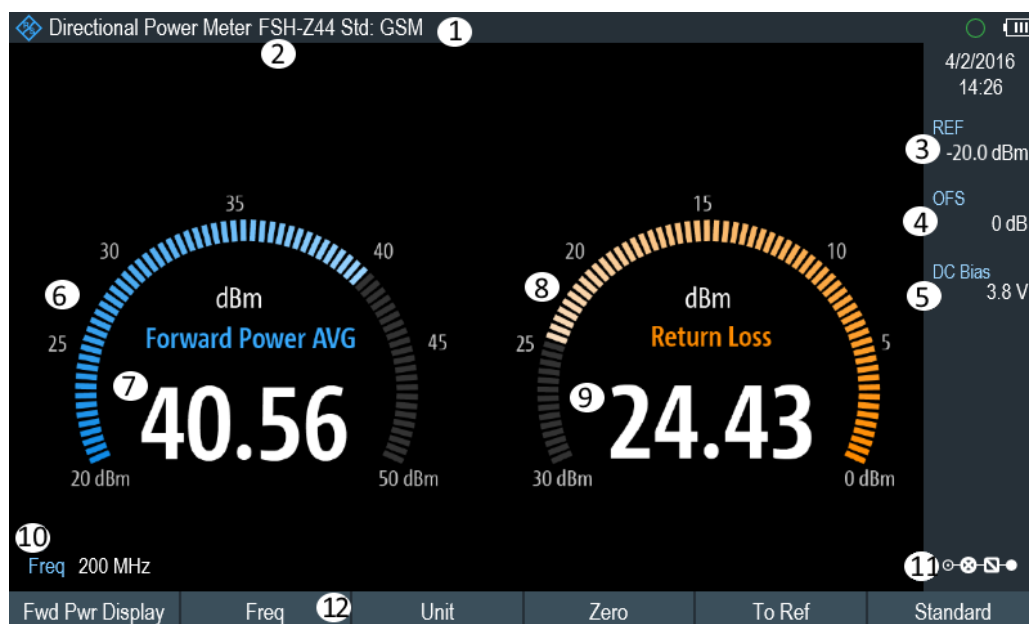 Directional Power Meter FSH-Z44 Std: GSM 1
2
4/2/2016
14:26
REF
3 -20.0 dBm
OFS
4 0 dB
DC Bias
5 3.8 V
35
30 40
6
dBm
25 Forward Power AVG 45
7 40.56
20 dBm 50 dBm
15
20 10
8
dBm
25 Return Loss 5
9 24.43
30 dBm 0 dBm
10
Freq 200 MHz
11
Fwd Pwr Display Freq 12 Unit Zero To Ref Standard